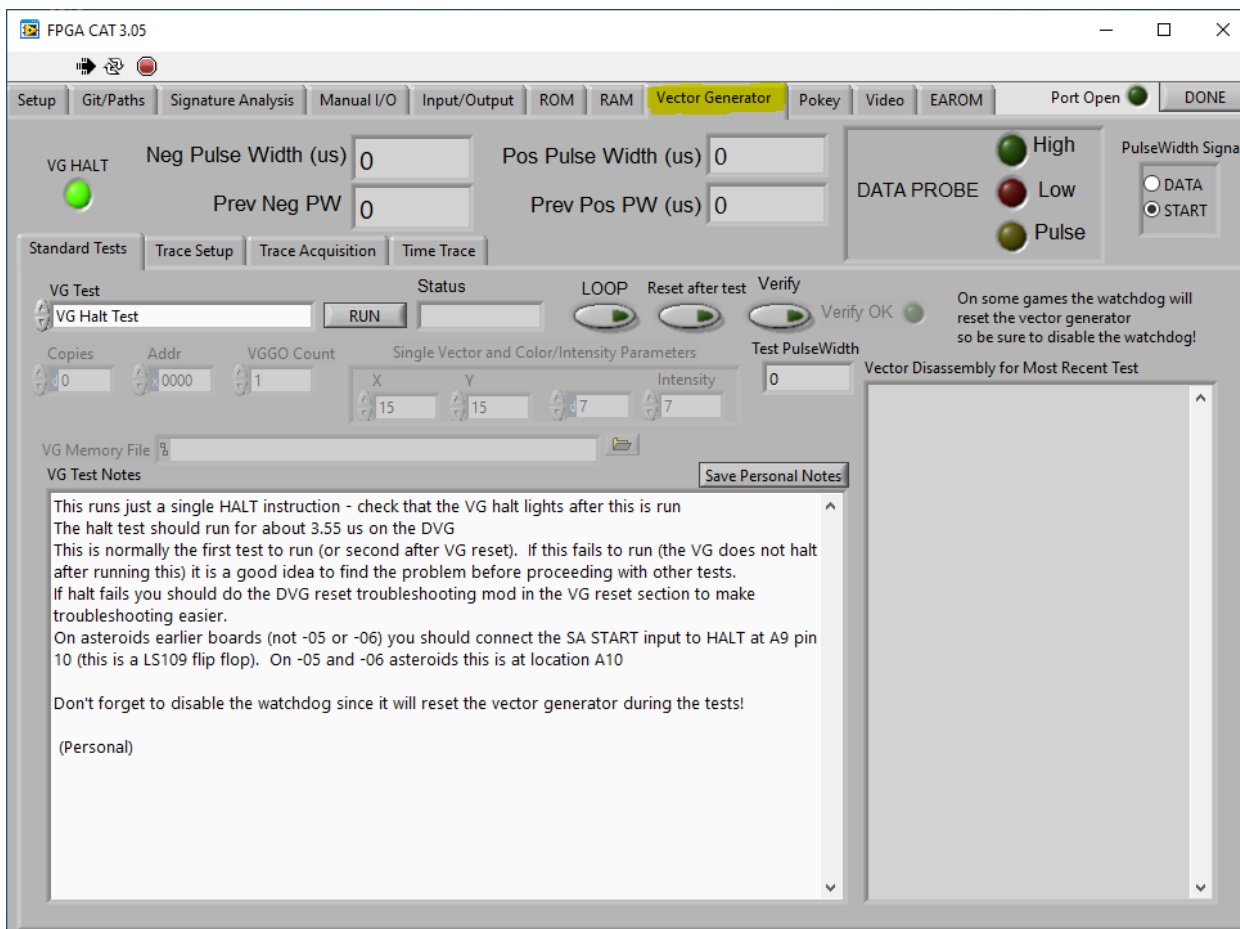 FPGA CAT 3.05
Setup Git/Paths Signature Analysis Manual I/O Input/Output ROM RAM Vector Generator Pokey Video EAROM Port Open DONE
VG HALT
Neg Pulse Width (us) 0
Pos Pulse Width (us) 0
Prev Neg PW 0
Prev Pos PW (us) 0
DATA PROBE
High
Low
Pulse
PulseWidth Signa
DATA
START
Standard Tests Trace Setup Trace Acquisition Time Trace
VG Test
VG Halt Test
RUN
Status
LOOP
Reset after test
Verify
Verify OK
On some games the watchdog will
reset the vector generator
so be sure to disable the watchdog!
Copies
d 0
Addr
x 0000
VGGO Count
1
Single Vector and Color/Intensity Parameters
X
15
Y
15
d 7
Intensity
7
Test PulseWidth
0
Vector Disassembly for Most Recent Test
VG Memory File
VG Test Notes
Save Personal Notes
This runs just a single HALT instruction - check that the VG halt lights after this is run
The halt test should run for about 3.55 us on the DVG
This is normally the first test to run (or second after VG reset). If this fails to run (the VG does not halt
after running this) it is a good idea to find the problem before proceeding with other tests.
If halt fails you should do the DVG reset troubleshooting mod in the VG reset section to make
troubleshooting easier.
On asteroids earlier boards (not -05 or -06) you should connect the SA START input to HALT at A9 pin
10 (this is a LS109 flip flop). On -05 and -06 asteroids this is at location A10
Don't forget to disable the watchdog since it will reset the vector generator during the tests!
(Personal)